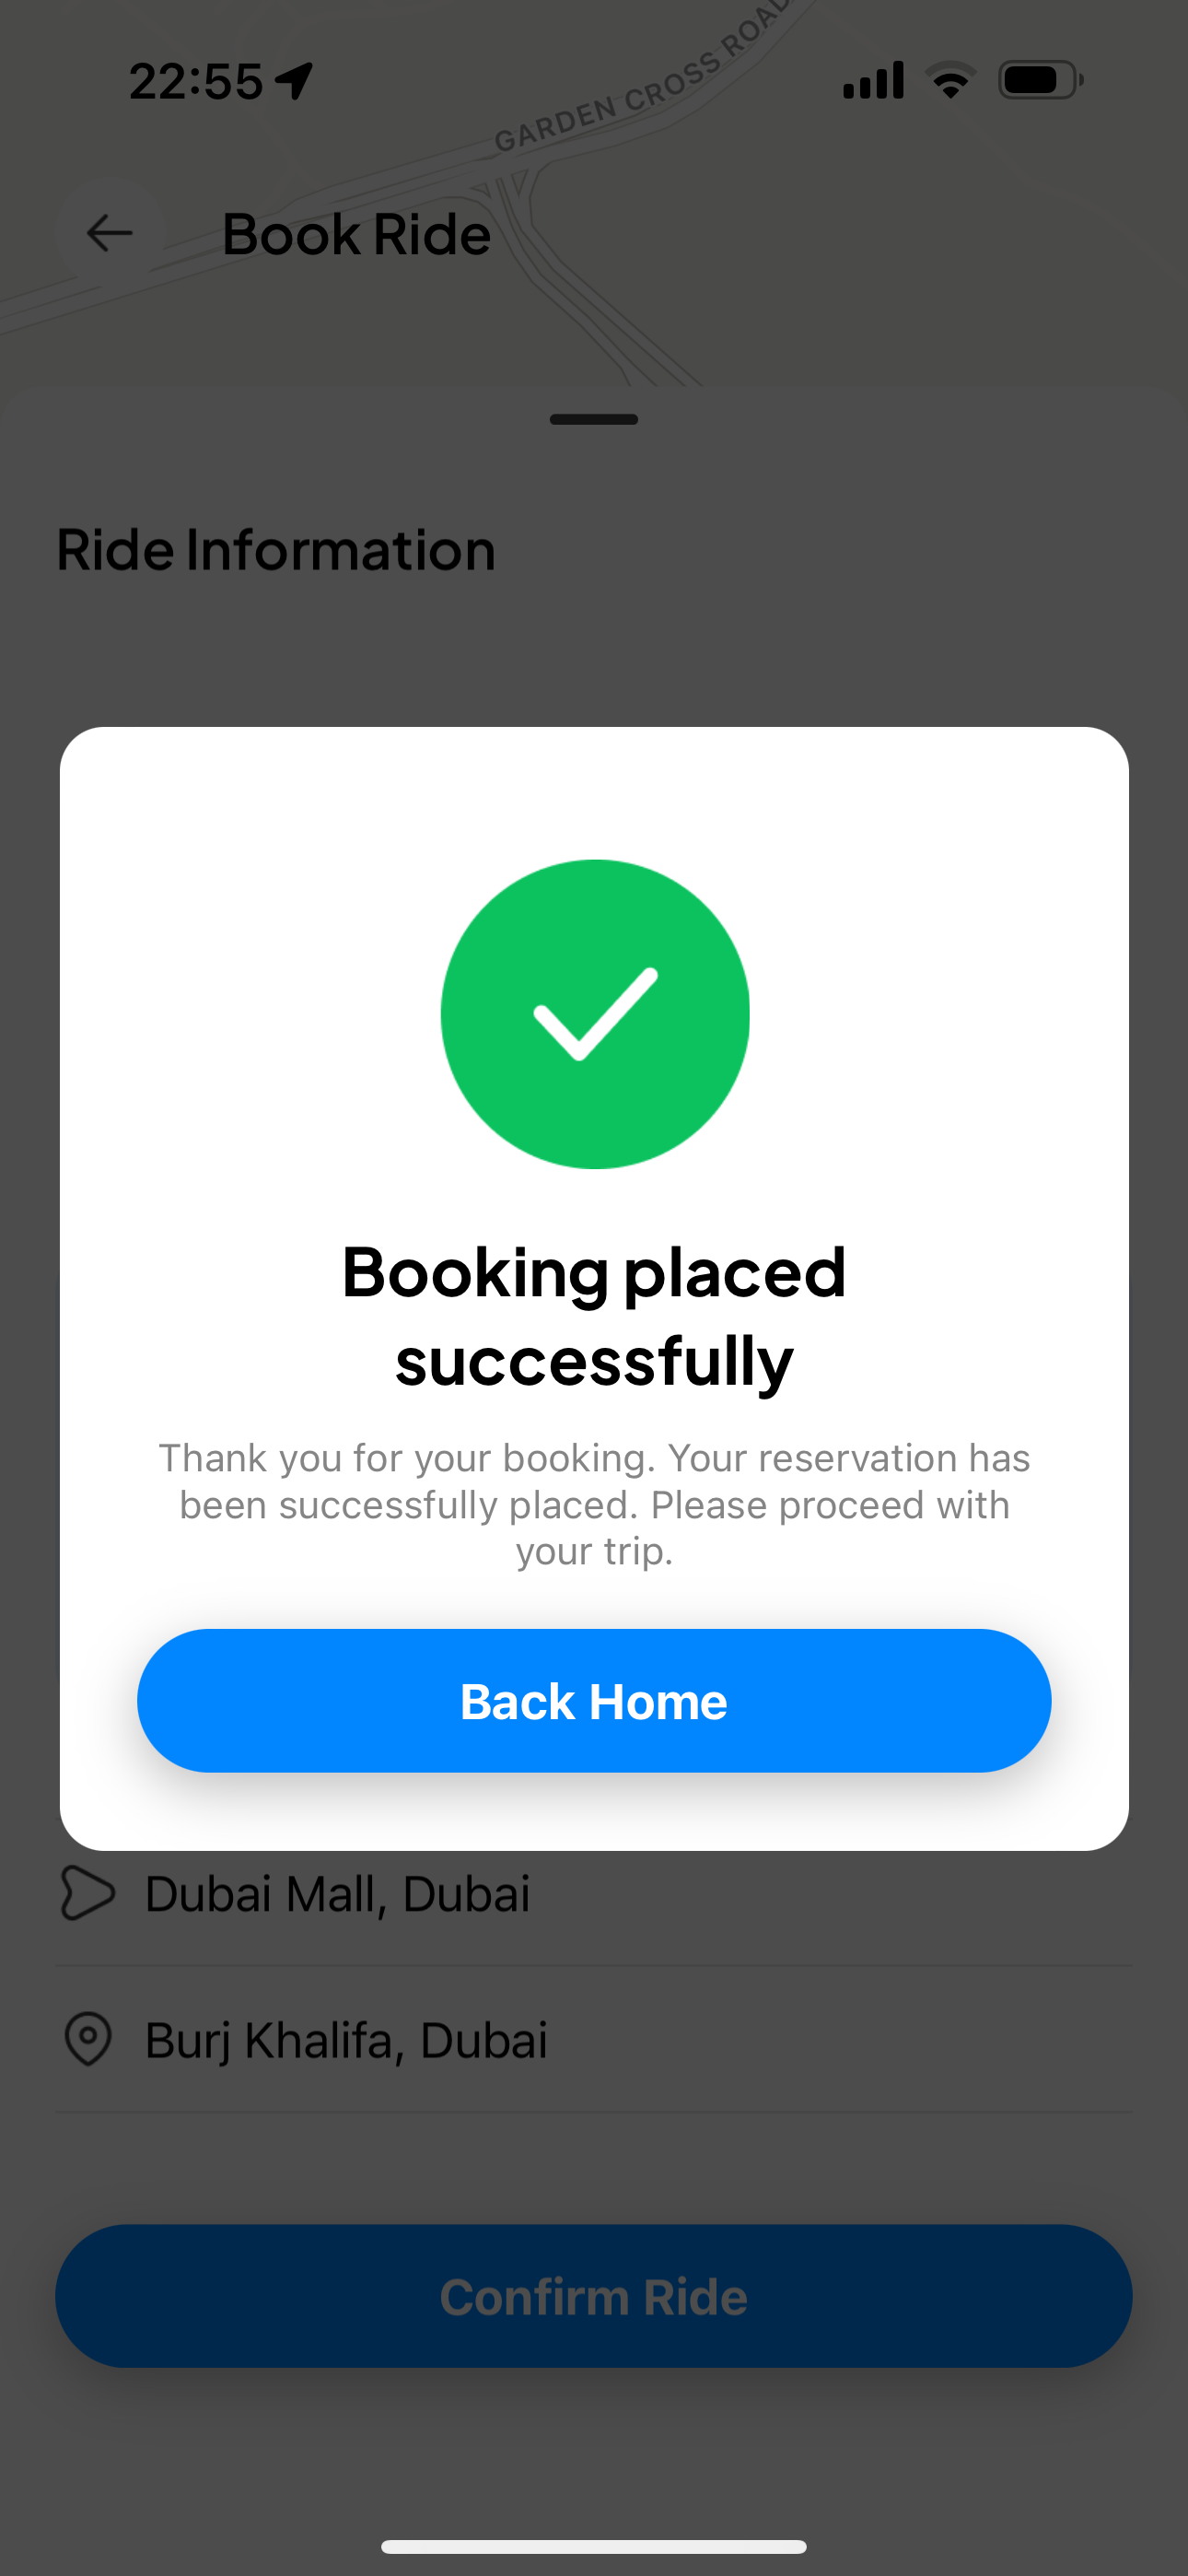 22:55
GARDEN CROSS ROAD
Book Ride
Ride Information
Booking placed
successfully
Thank you for your booking. Your reservation has
been successfully placed. Please proceed with
your trip.
Back Home
Dubai Mall, Dubai
Burj Khalifa, Dubai
Confirm Ride